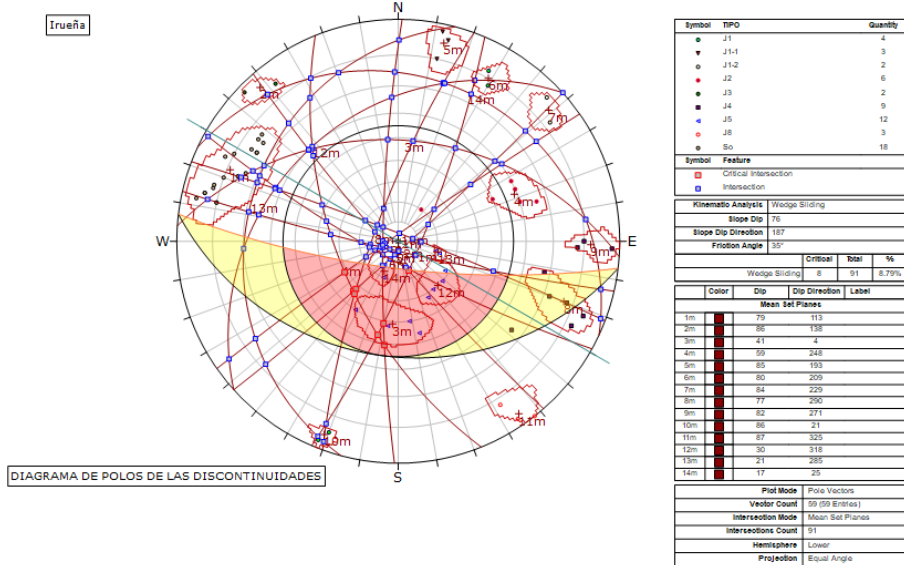 Irueña
N
W
E
S
5m
6m
14m
7m
2m
12m
3m
1m
13m
4m
9m
8m
14m
12m
3m
11m
10m
DIAGRAMA DE POLOS DE LAS DISCONTINUIDADES
Symbol TIPO Quantity
J1 4
J1-1 3
J1-2 2
J2 6
J3 2
J4 9
J5 12
J8 3
So 18
Symbol Feature
Critical Intersection
Intersection
Kinematic Analysis Wedge Sliding
Slope Dip 76
Slope Dip Direction 187
Friction Angle 35°
Critical Total %
Wedge Sliding 8 91 8.79%
Color Dip Dip Direction Label
Mean Set Planes
1m 79 113
2m 86 138
3m 41 4
4m 59 248
5m 85 193
6m 80 209
7m 84 229
8m 77 290
9m 82 271
10m 86 21
11m 87 325
12m 30 318
13m 21 285
14m 17 25
Plot Mode Pole Vectors
Vector Count 59 (59 Entries)
Intersection Mode Mean Set Planes
Intersections Count 91
Hemisphere Lower
Projection Equal Angle